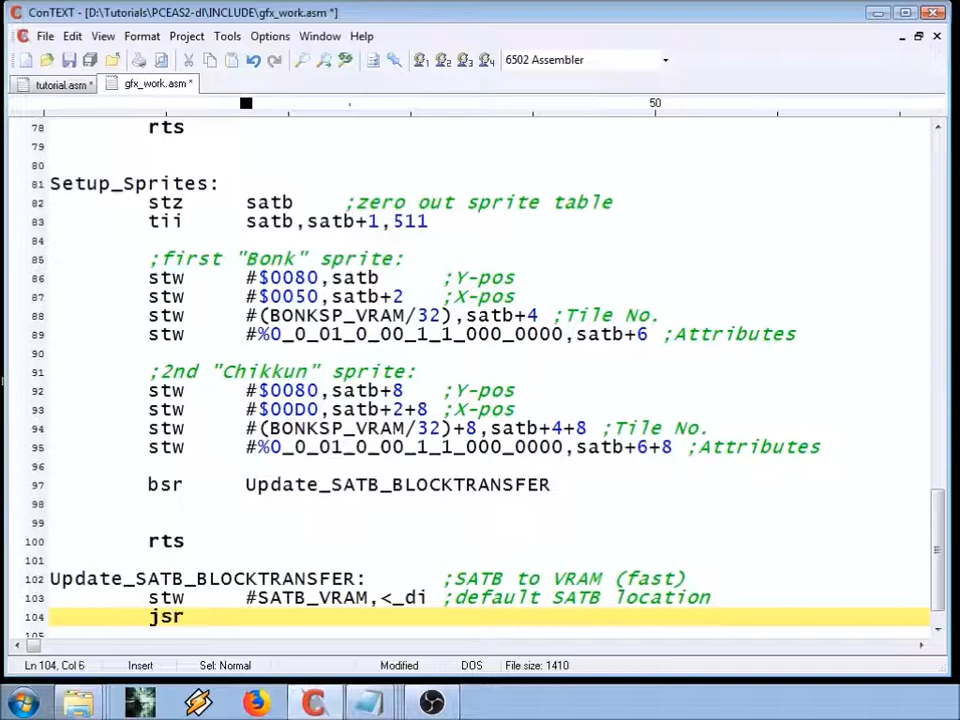 ConTEXT - [D:\Tutorials\PCEAS2-dl\INCLUDE\gfx_work.asm *]
File Edit View Format Project Tools Options Window Help
6502 Assembler
tutorial.asm * gfx_work.asm *
50
78 rts
79
80
81 Setup_Sprites:
82 stz satb ;zero out sprite table
83 tii satb,satb+1,511
84
85 ;first "Bonk" sprite:
86 stw #$0080,satb ;Y-pos
87 stw #$0050,satb+2 ;X-pos
88 stw #(BONKSP_VRAM/32),satb+4 ;Tile No.
89 stw #%0_0_01_0_00_1_1_000_0000,satb+6 ;Attributes
90
91 ;2nd "Chikkun" sprite:
92 stw #$0080,satb+8 ;Y-pos
93 stw #$00D0,satb+2+8 ;X-pos
94 stw #(BONKSP_VRAM/32)+8,satb+4+8 ;Tile No.
95 stw #%0_0_01_0_00_1_1_000_0000,satb+6+8 ;Attributes
96
97 bsr Update_SATB_BLOCKTRANSFER
98
99
100 rts
101
102 Update_SATB_BLOCKTRANSFER: ;SATB to VRAM (fast)
103 stw #SATB_VRAM,<_di ;default SATB location
104 jsr
105
Ln 104, Col 6 Insert Sel: Normal Modified DOS File size: 1410